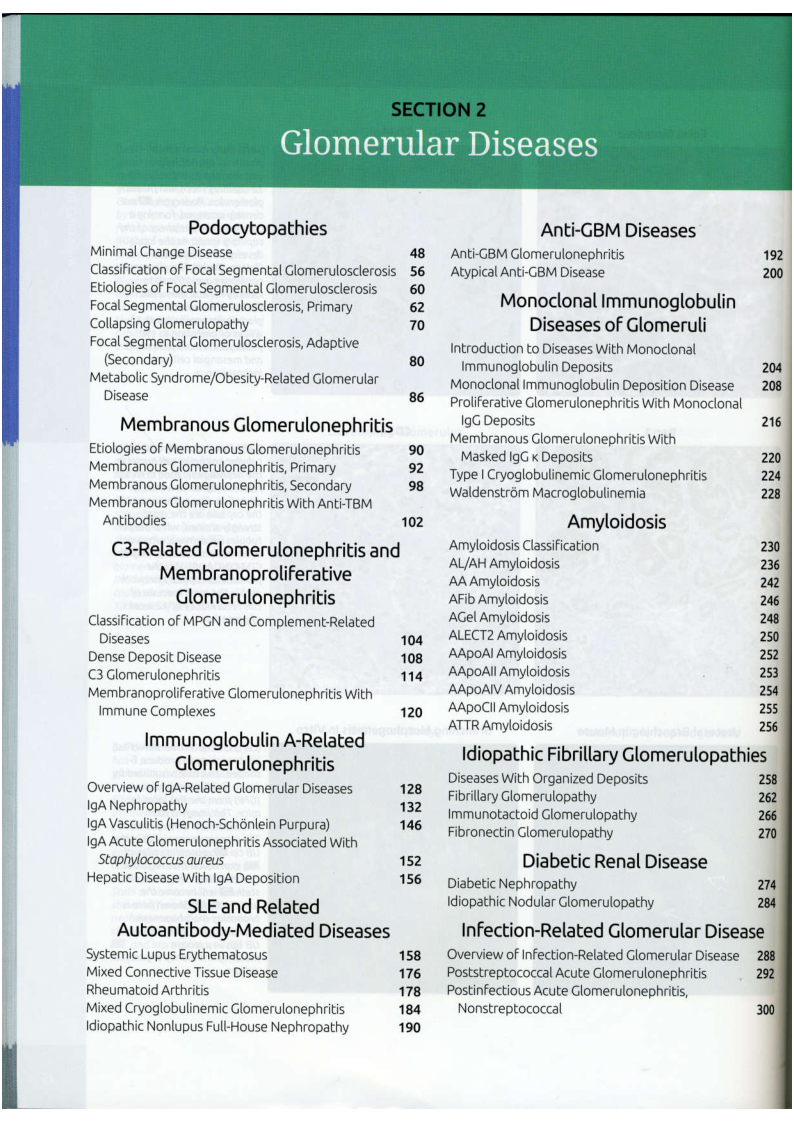 SECTION 2
Glomerular Diseases
Podocytopathies
Minimal Change Disease 48
Classification of Focal Segmental Glomerulosclerosis 56
Etiologies of Focal Segmental Glomerulosclerosis 60
Focal Segmental Glomerulosclerosis, Primary 62
Collapsing Glomerulopathy 70
Focal Segmental Glomerulosclerosis, Adaptive
(Secondary) 80
Metabolic Syndrome/Obesity-Related Glomerular
Disease 86
Membranous Glomerulonephritis
Etiologies of Membranous Glomerulonephritis 90
Membranous Glomerulonephritis, Primary 92
Membranous Glomerulonephritis, Secondary 98
Membranous Glomerulonephritis With Anti-TBM
Antibodies 102
C3-Related Glomerulonephritis and
Membranoproliferative
Glomerulonephritis
Classification of MPGN and Complement-Related
Diseases 104
Dense Deposit Disease 108
C3 Glomerulonephritis 114
Membranoproliferative Glomerulonephritis With
Immune Complexes 120
Immunoglobulin A-Related
Glomerulonephritis
Overview of IgA-Related Glomerular Diseases 128
IgA Nephropathy 132
IgA Vasculitis (Henoch-Schönlein Purpura) 146
IgA Acute Glomerulonephritis Associated With
Staphylococcus aureus 152
Hepatic Disease With IgA Deposition 156
SLE and Related
Autoantibody-Mediated Diseases
Systemic Lupus Erythematosus 158
Mixed Connective Tissue Disease 176
Rheumatoid Arthritis 178
Mixed Cryoglobulinemic Glomerulonephritis 184
Idiopathic Nonlupus Full-House Nephropathy 190
Anti-GBM Diseases
Anti-GBM Glomerulonephritis 192
Atypical Anti-GBM Disease 200
Monoclonal Immunoglobulin
Diseases of Glomeruli
Introduction to Diseases With Monoclonal
Immunoglobulin Deposits 204
Monoclonal Immunoglobulin Deposition Disease 208
Proliferative Glomerulonephritis With Monoclonal
IgG Deposits 216
Membranous Glomerulonephritis With
Masked IgG κ Deposits 220
Type I Cryoglobulinemic Glomerulonephritis 224
Waldenström Macroglobulinemia 228
Amyloidosis
Amyloidosis Classification 230
AL/AH Amyloidosis 236
AA Amyloidosis 242
AFib Amyloidosis 246
AGel Amyloidosis 248
ALECT2 Amyloidosis 250
AApoAI Amyloidosis 252
AApoAII Amyloidosis 253
AApoAIV Amyloidosis 254
AApoCII Amyloidosis 255
ATTR Amyloidosis 256
Idiopathic Fibrillary Glomerulopathies
Diseases With Organized Deposits 258
Fibrillary Glomerulopathy 262
Immunotactoid Glomerulopathy 266
Fibronectin Glomerulopathy 270
Diabetic Renal Disease
Diabetic Nephropathy 274
Idiopathic Nodular Glomerulopathy 284
Infection-Related Glomerular Disease
Overview of Infection-Related Glomerular Disease 288
Poststreptococcal Acute Glomerulonephritis 292
Postinfectious Acute Glomerulonephritis,
Nonstreptococcal 300